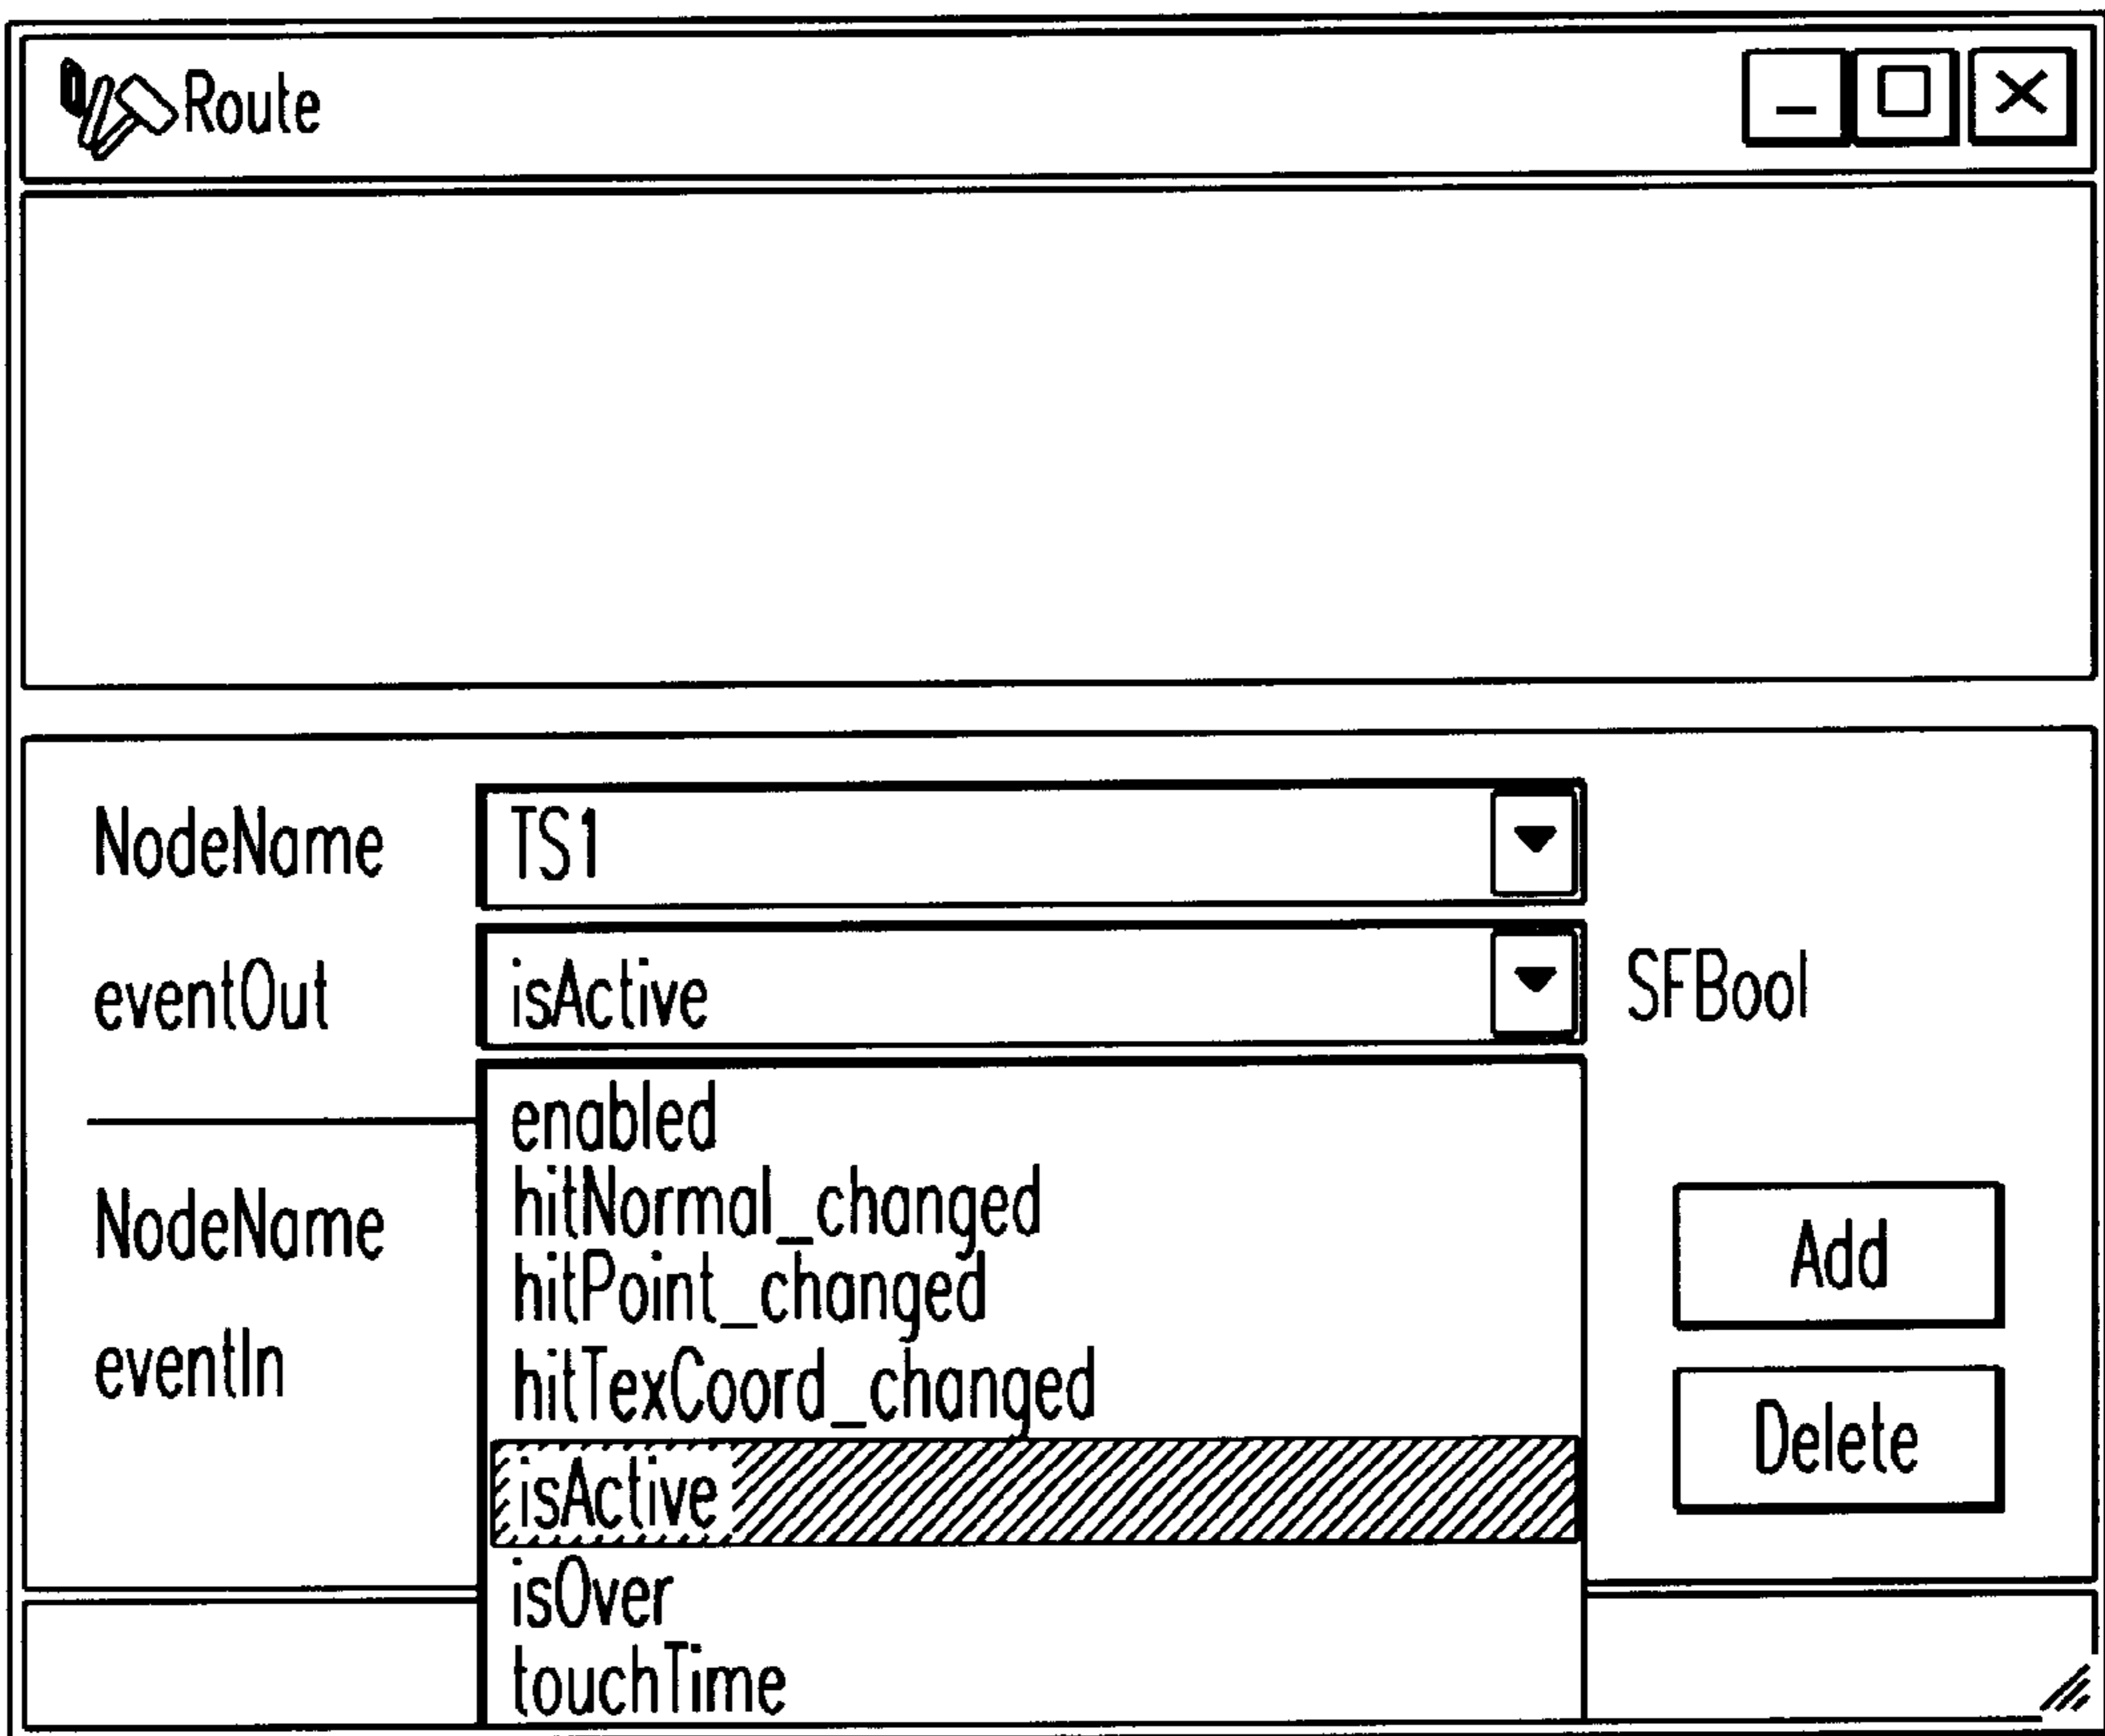 Route
NodeName TS1
eventOut isActive SFBool
enabled
hitNormal_changed
NodeName
hitPoint_changed
Add
eventIn
hitTexCoord_changed
isActive
Delete
isOver
touchTime